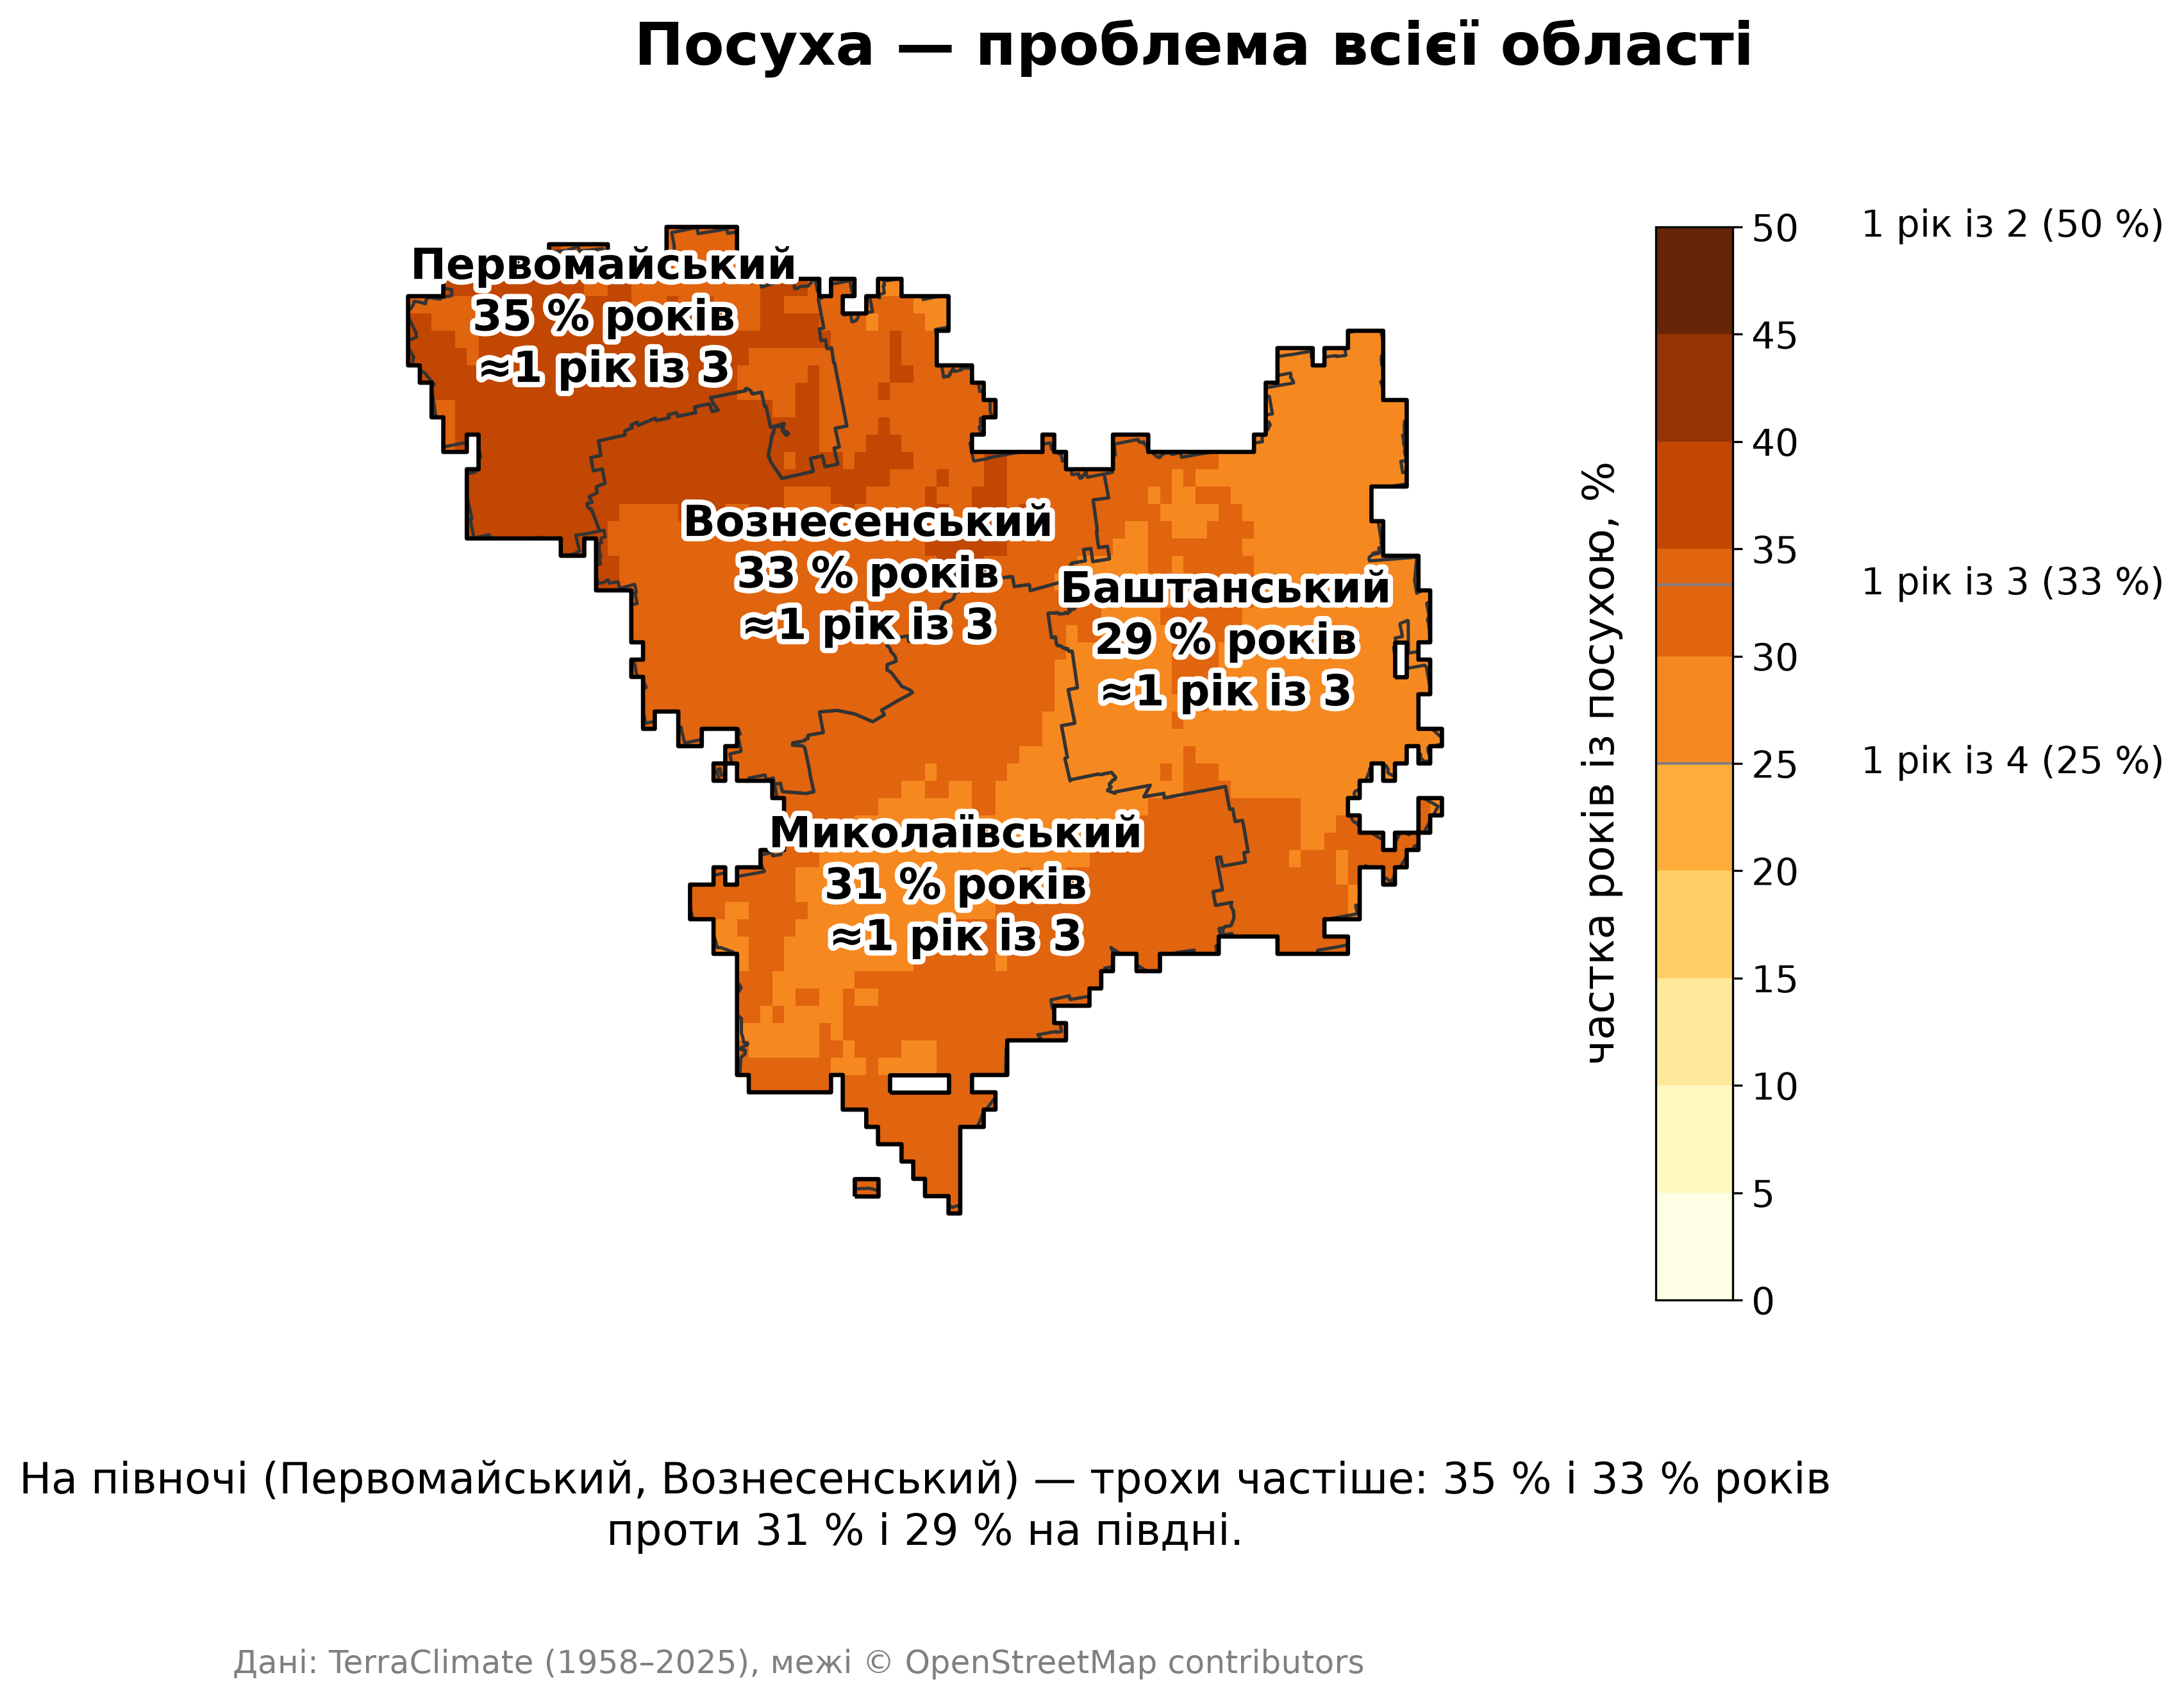 Посуха — проблема всієї області
Первомайський
35 % років
≈1 рік із 3
Вознесенський
33 % років
≈1 рік із 3
Баштанський
29 % років
≈1 рік із 3
Миколаївський
31 % років
≈1 рік із 3
частка років із посухою, %
50
45
40
35
30
25
20
15
10
5
0
1 рік із 2 (50 %)
1 рік із 3 (33 %)
1 рік із 4 (25 %)
На півночі (Первомайський, Вознесенський) — трохи частіше: 35 % і 33 % років
проти 31 % і 29 % на півдні.
Дані: TerraClimate (1958–2025), межі © OpenStreetMap contributors